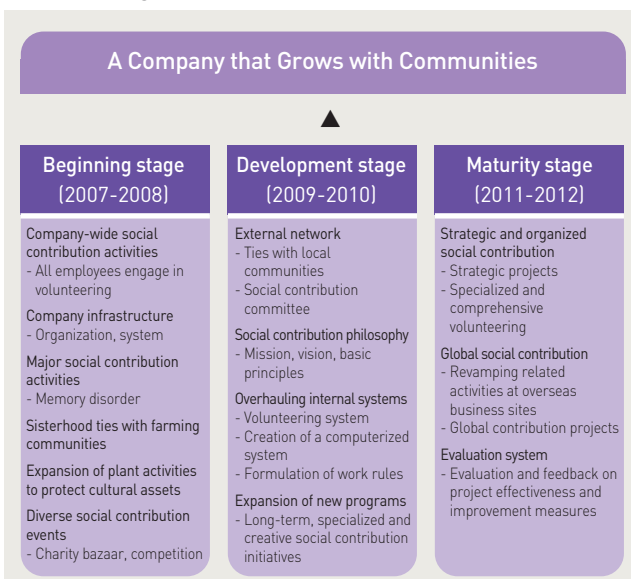 A Company that Grows with Communities
Beginning stage
(2007-2008)
Company-wide social
contribution activities
- All employees engage in
volunteering
Company infrastructure
- Organization, system
Major social contribution
activities
- Memory disorder
Sisterhood ties with farming
communities
Expansion of plant activities
to protect cultural assets
Diverse social contribution
events
- Charity bazaar, competition
Development stage
(2009-2010)
External network
- Ties with local
communities
- Social contribution
committee
Social contribution philosophy
- Mission, vision, basic
principles
Overhauling internal systems
- Volunteering system
- Creation of a computerized
system
- Formulation of work rules
Expansion of new programs
- Long-term, specialized and
creative social contribution
initiatives
Maturity stage
(2011-2012)
Strategic and organized
social contribution
- Strategic projects
- Specialized and
comprehensive
volunteering
Global social contribution
- Revamping related
activities at overseas
business sites
- Global contribution projects
Evaluation system
- Evaluation and feedback on
project effectiveness and
improvement measures